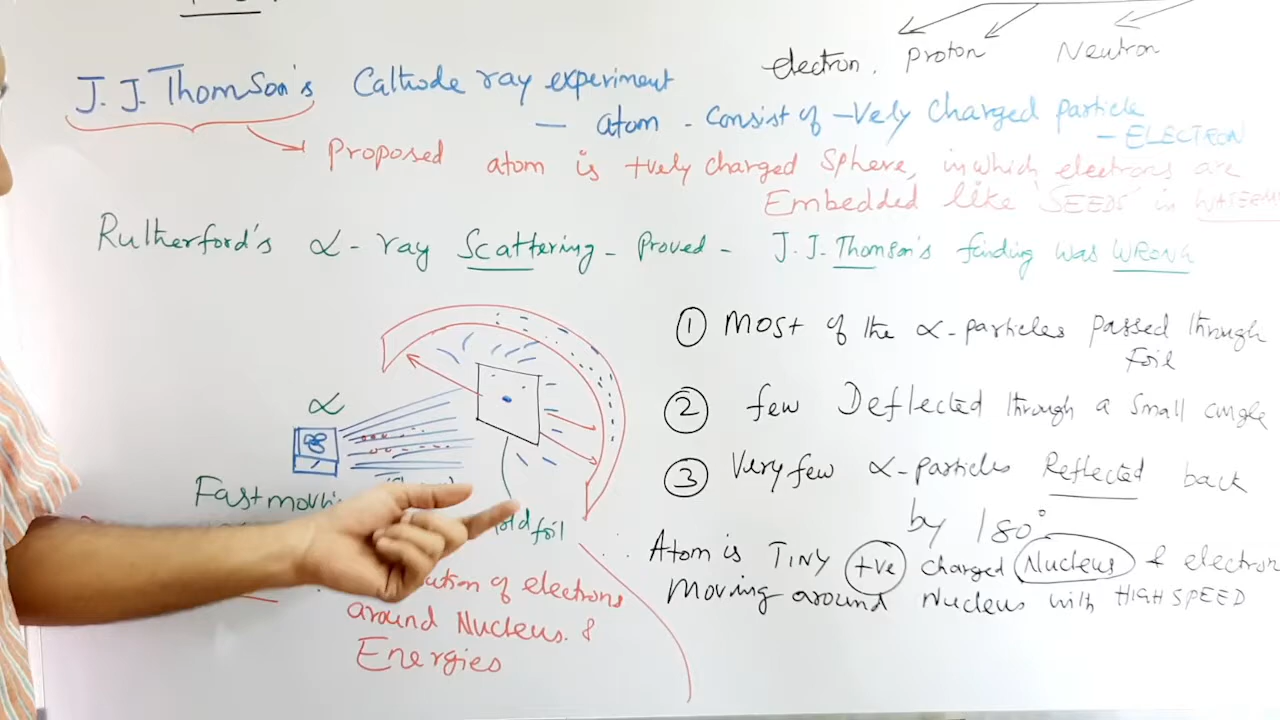 electron, Proton Neutron
J. J. Thomson's Cathode ray experiment
— atom - Consist of -vely charged particle
- ELECTRON
Proposed atom is +vely charged Sphere, in which electrons are
Embedded like 'SEEDS' in
Rutherford's α-ray Scattering - Proved - J.J. Thomson's finding was WRONG
① Most of the α-particles passed through
Foil
α
② few Deflected through a small angle
③ Very few α-particles Reflected back
by 180°
Fast
foil
Atom is TINY +ve charged Nucleus & electron
Moving around Nucleus with HIGH SPEED
of electrons
around Nucleus. &
Energies